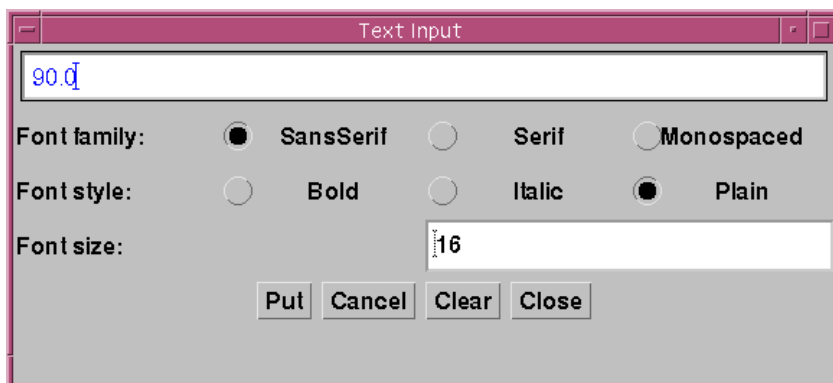 Text Input
90.0
Font family: SansSerif Serif Monospaced
Font style: Bold Italic Plain
Font size: 16
Put Cancel Clear Close